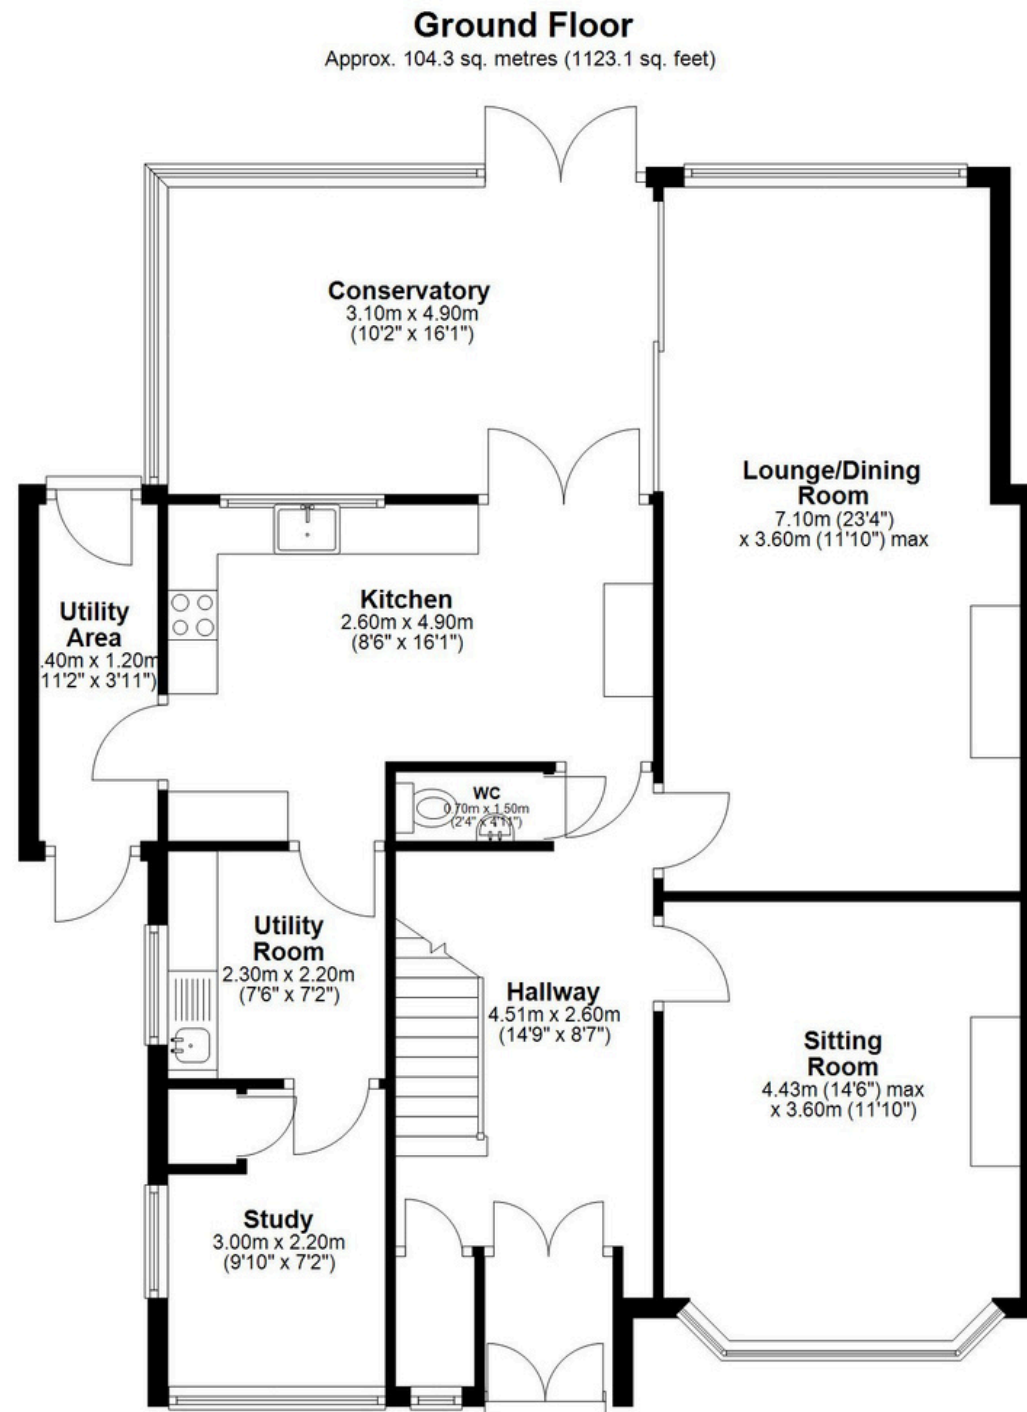 Ground Floor
Approx. 104.3 sq. metres (1123.1 sq. feet)
Conservatory
3.10m x 4.90m
(10'2" x 16'1")
Lounge/Dining
Room
7.10m (23'4")
x 3.60m (11'10") max
Kitchen
2.60m x 4.90m
(8'6" x 16'1")
Utility
Area
.40m x 1.20m
11'2" x 3'11")
WC
0.70m x 1.50m
(2'4" x 4'11")
Utility
Room
2.30m x 2.20m
(7'6" x 7'2")
Hallway
4.51m x 2.60m
(14'9" x 8'7")
Sitting
Room
4.43m (14'6") max
x 3.60m (11'10")
Study
3.00m x 2.20m
(9'10" x 7'2")